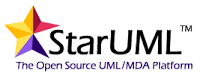 StarUML™
The Open Source UML/MDA Platform